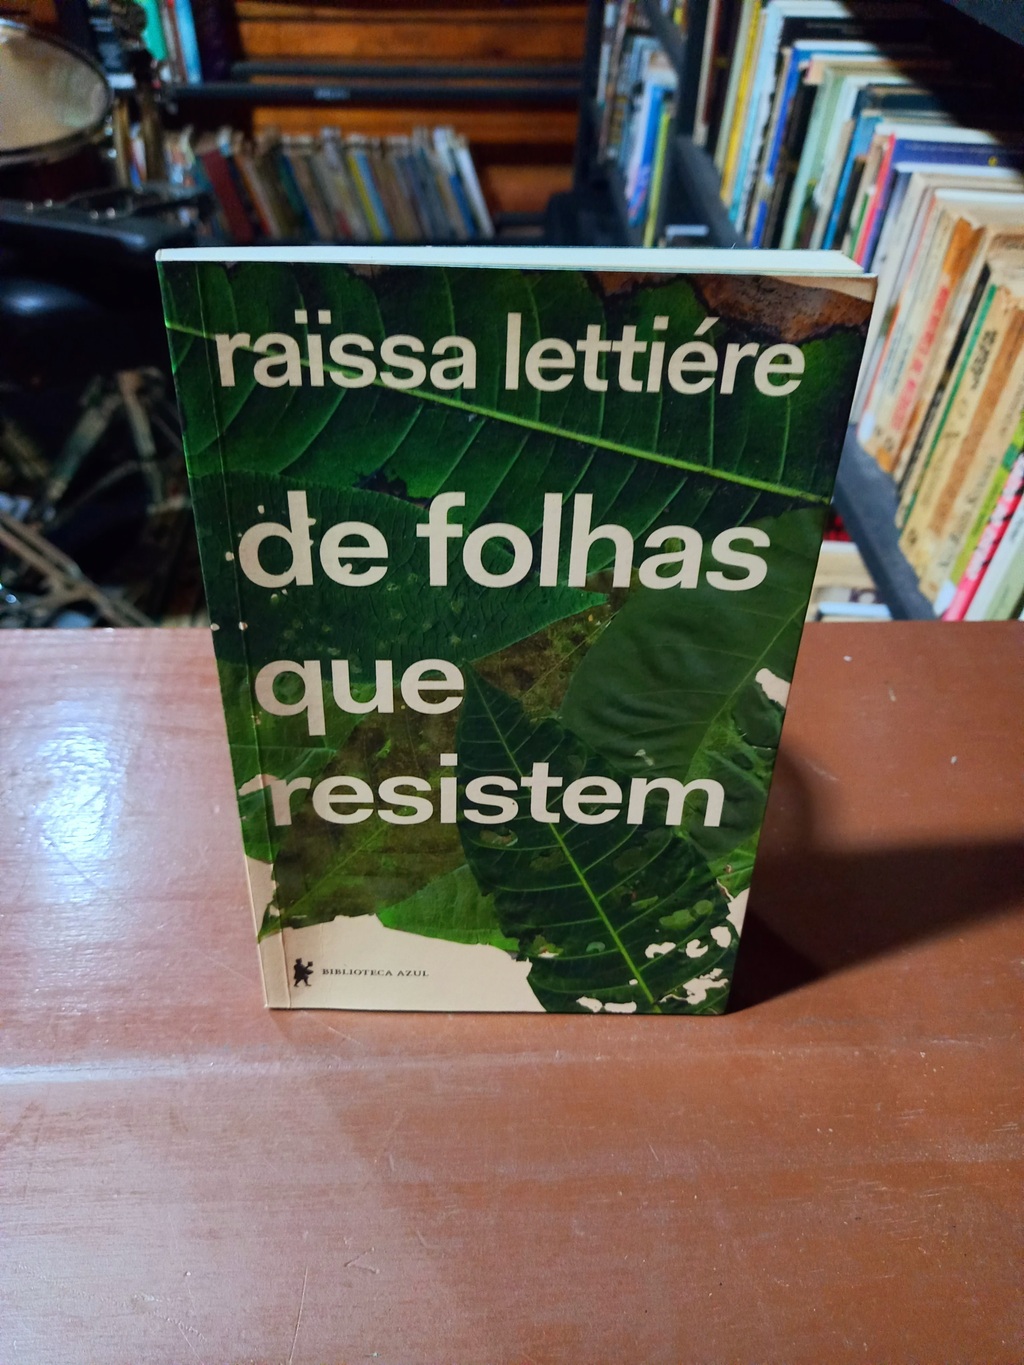 raïssa lettiére
de folhas
que
resistem
BIBLIOTECA AZUL